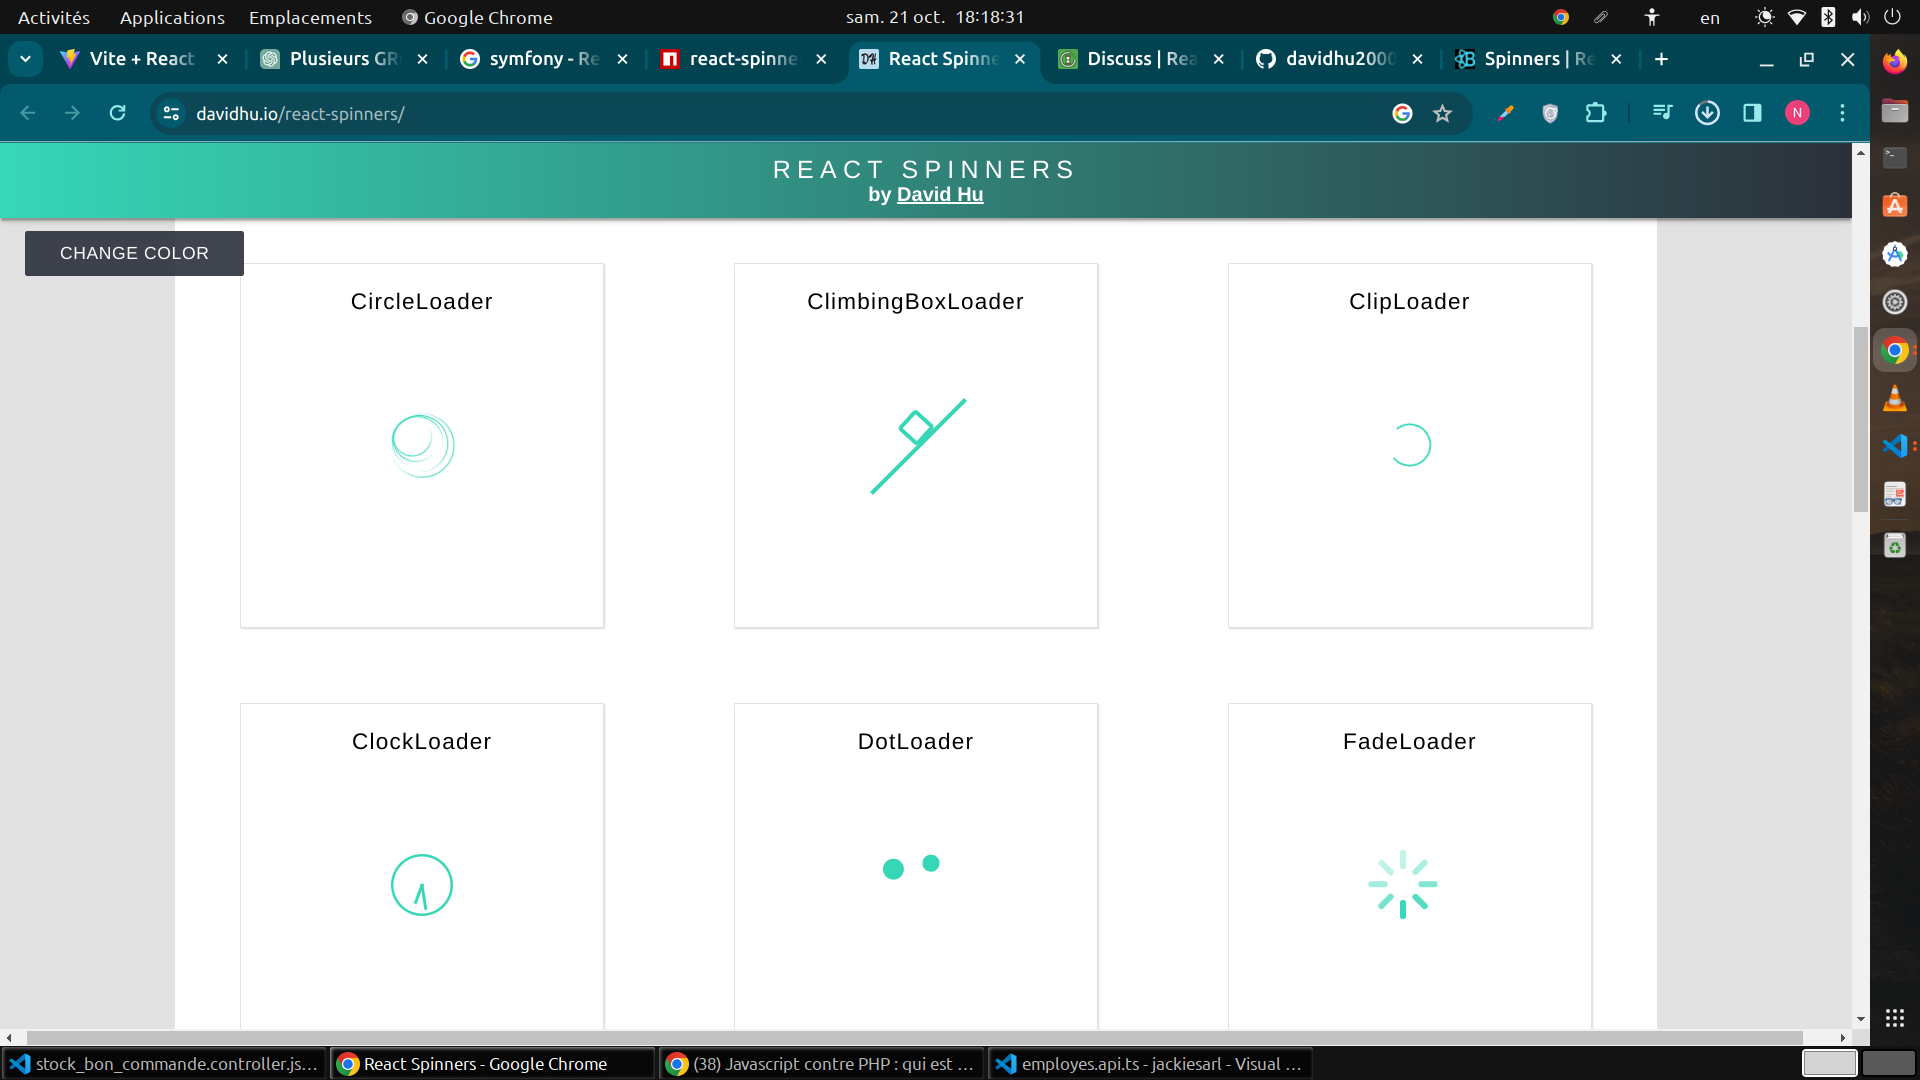 Activités
Applications
Emplacements
Google Chrome
sam. 21 oct. 18:18:31
en
Vite + React
Plusieurs GR
symfony - Re
react-spinne
React Spinne
Discuss | Rea
davidhu2000
Spinners | Re
davidhu.io/react-spinners/
N
REACT SPINNERS
by David Hu
CHANGE COLOR
CircleLoader
ClimbingBoxLoader
ClipLoader
ClockLoader
DotLoader
FadeLoader
stock_bon_commande.controller.js...
React Spinners - Google Chrome
(38) Javascript contre PHP : qui est ...
employes.api.ts - jackiesarl - Visual ...